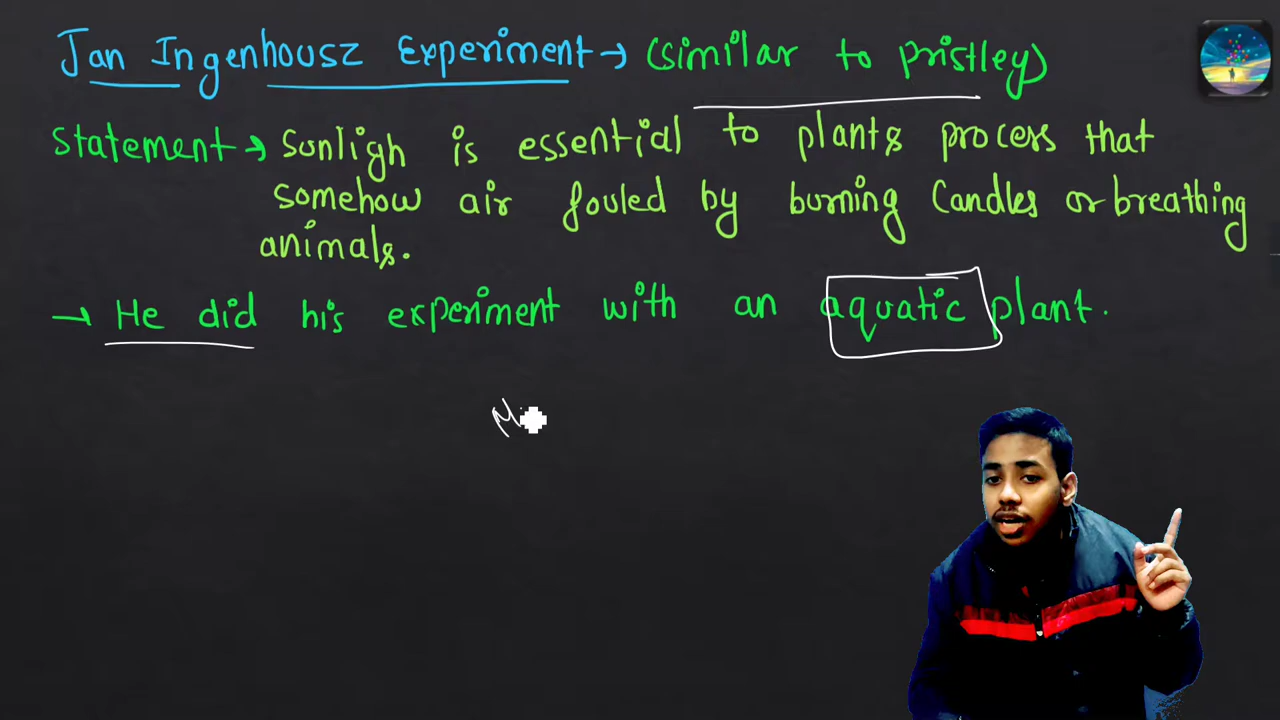 Jan Ingenhousz Experiment → (similar to pristley)
Statement → Sunligh is essential to plants process that
somehow air fouled by burning Candles or breathing
animals.
→ He did his experiment with an aquatic plant.